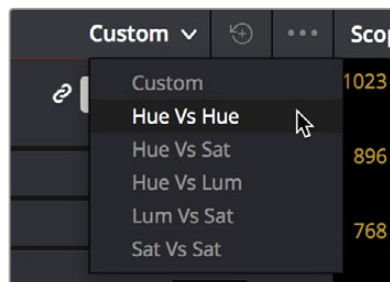 Custom
Scop
1023
Custom
Hue Vs Hue
Hue Vs Sat
896
Hue Vs Lum
Lum Vs Sat
768
Sat Vs Sat